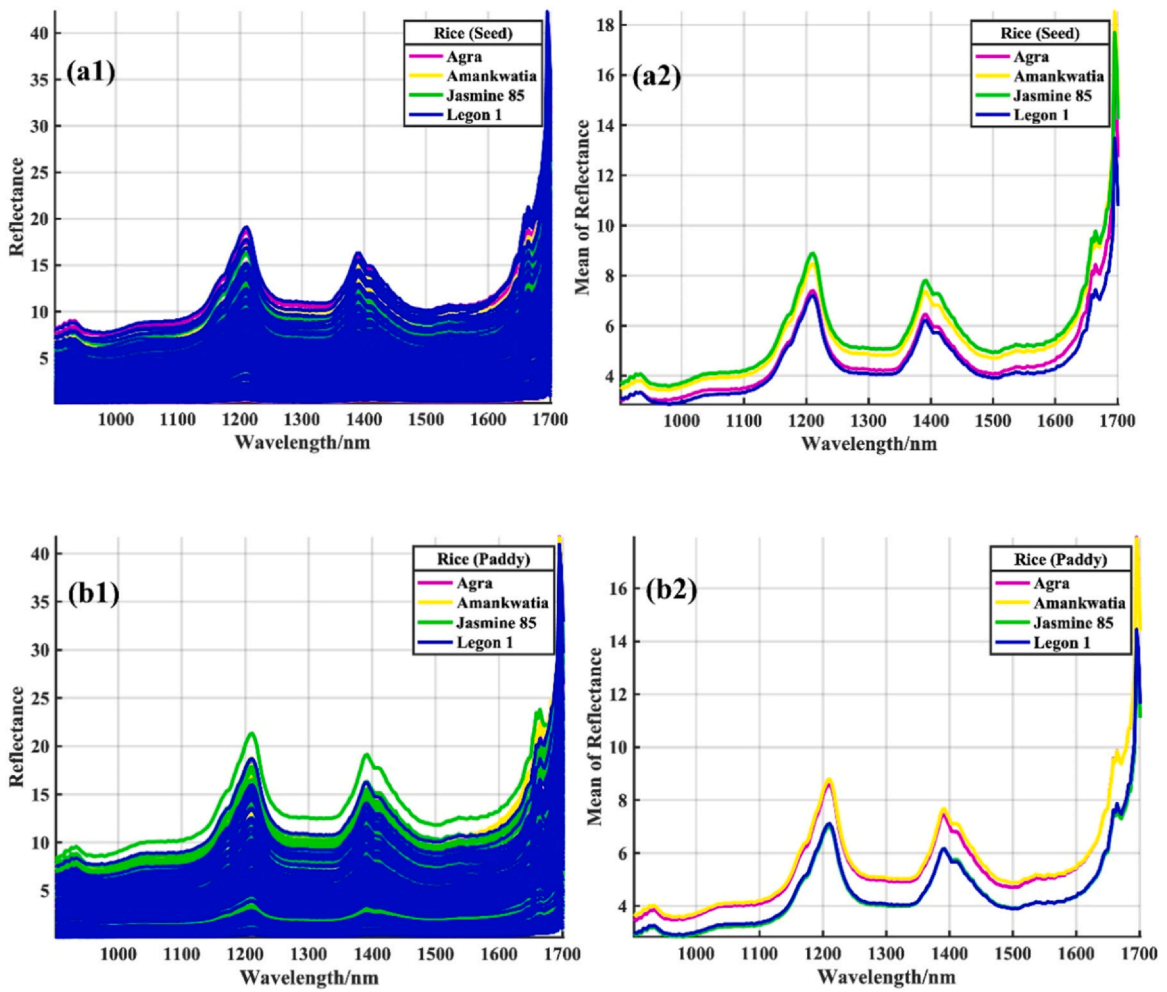 Rice (Seed)
Agra
Amankwatia
Jasmine 85
Legon 1
(a1)
40
35
30
25
20
15
10
5
Reflectance
1000 1100 1200 1300 1400 1500 1600 1700
Wavelength/nm
Rice (Seed)
Agra
Amankwatia
Jasmine 85
Legon 1
(a2)
18
16
14
12
10
8
6
4
Mean of Reflectance
1000 1100 1200 1300 1400 1500 1600 1700
Wavelength/nm
Rice (Paddy)
Agra
Amankwatia
Jasmine 85
Legon 1
(b1)
40
35
30
25
20
15
10
5
Reflectance
1000 1100 1200 1300 1400 1500 1600 1700
Wavelength/nm
Rice (Paddy)
Agra
Amankwatia
Jasmine 85
Legon 1
(b2)
16
14
12
10
8
6
4
Mean of Reflectance
1000 1100 1200 1300 1400 1500 1600 1700
Wavelength/nm